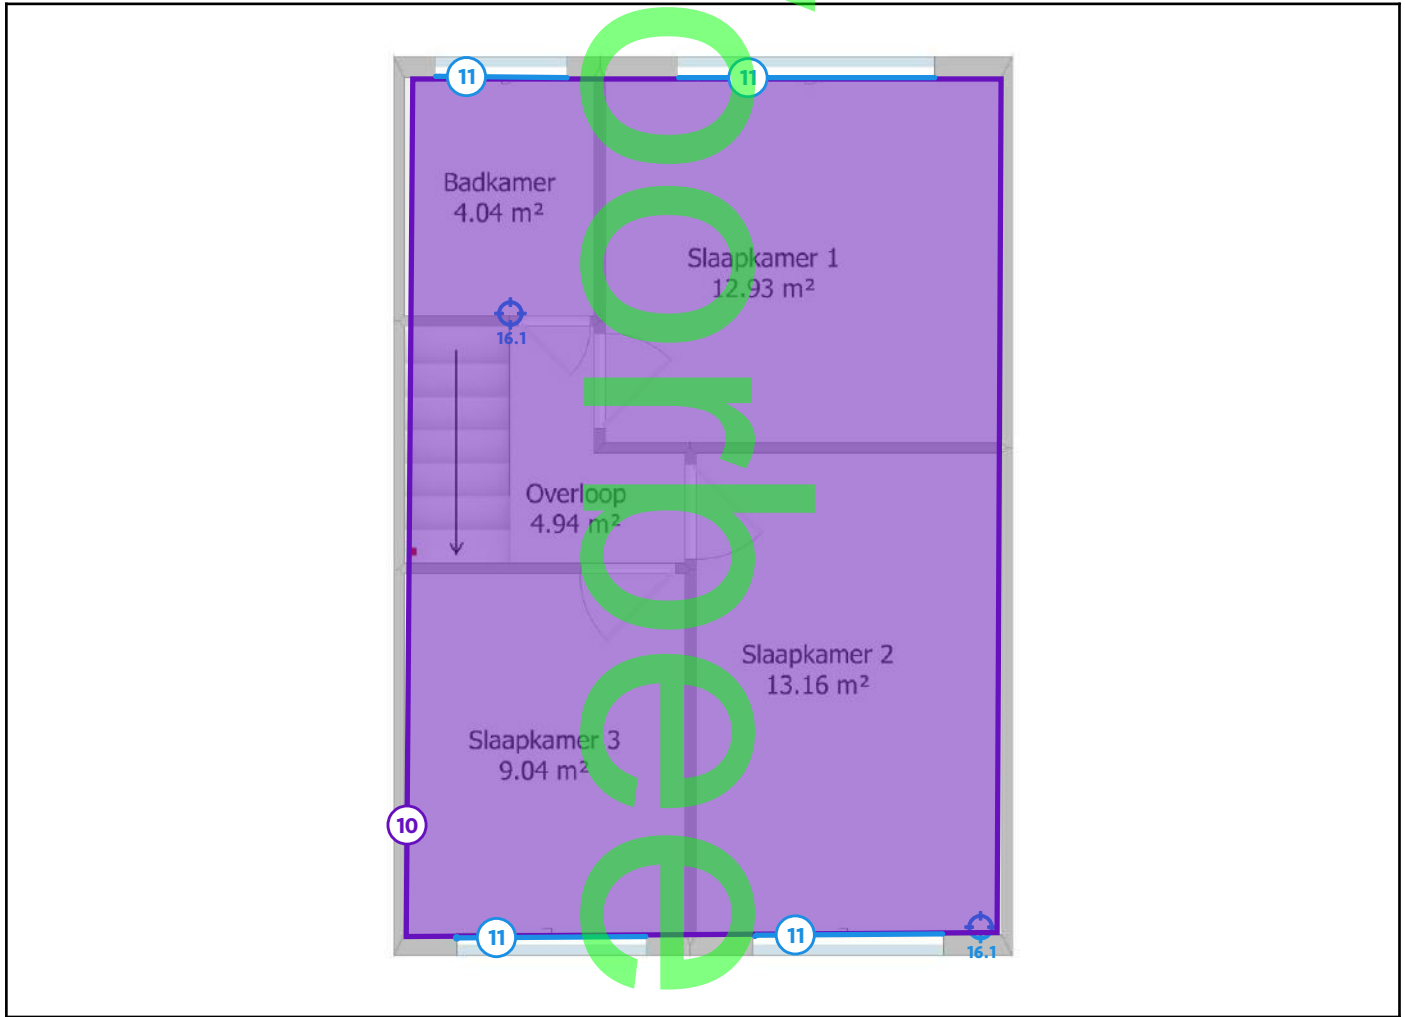 11
11
Badkamer
4.04 m²
Slaapkamer 1
12.93 m²
16.1
Overloop
4.94 m²
Slaapkamer 2
13.16 m²
Slaapkamer 3
9.04 m²
10
11
11
16.1
oorbee